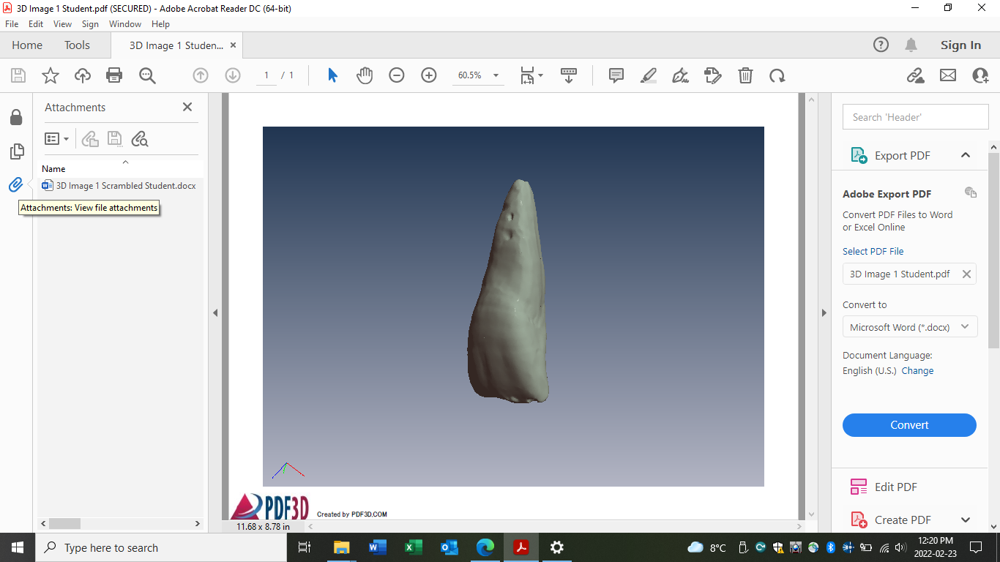 3D Image 1 Student.pdf (SECURED) - Adobe Acrobat Reader DC (64-bit)
File Edit View Sign Window Help
Home Tools 3D Image 1 Studen... Sign In
1 / 1 60.5%
Attachments
Name
3D Image 1 Scrambled Student.docx
Attachments: View file attachments
PDF3D Created by PDF3D.COM
11.68 x 8.78 in
Search 'Header'
Export PDF
Adobe Export PDF
Convert PDF Files to Word
or Excel Online
Select PDF File
3D Image 1 Student.pdf
Convert to
Microsoft Word (*.docx)
Document Language:
English (U.S.) Change
Convert
Edit PDF
Create PDF
Type here to search
8°C
12:20 PM
2022-02-23